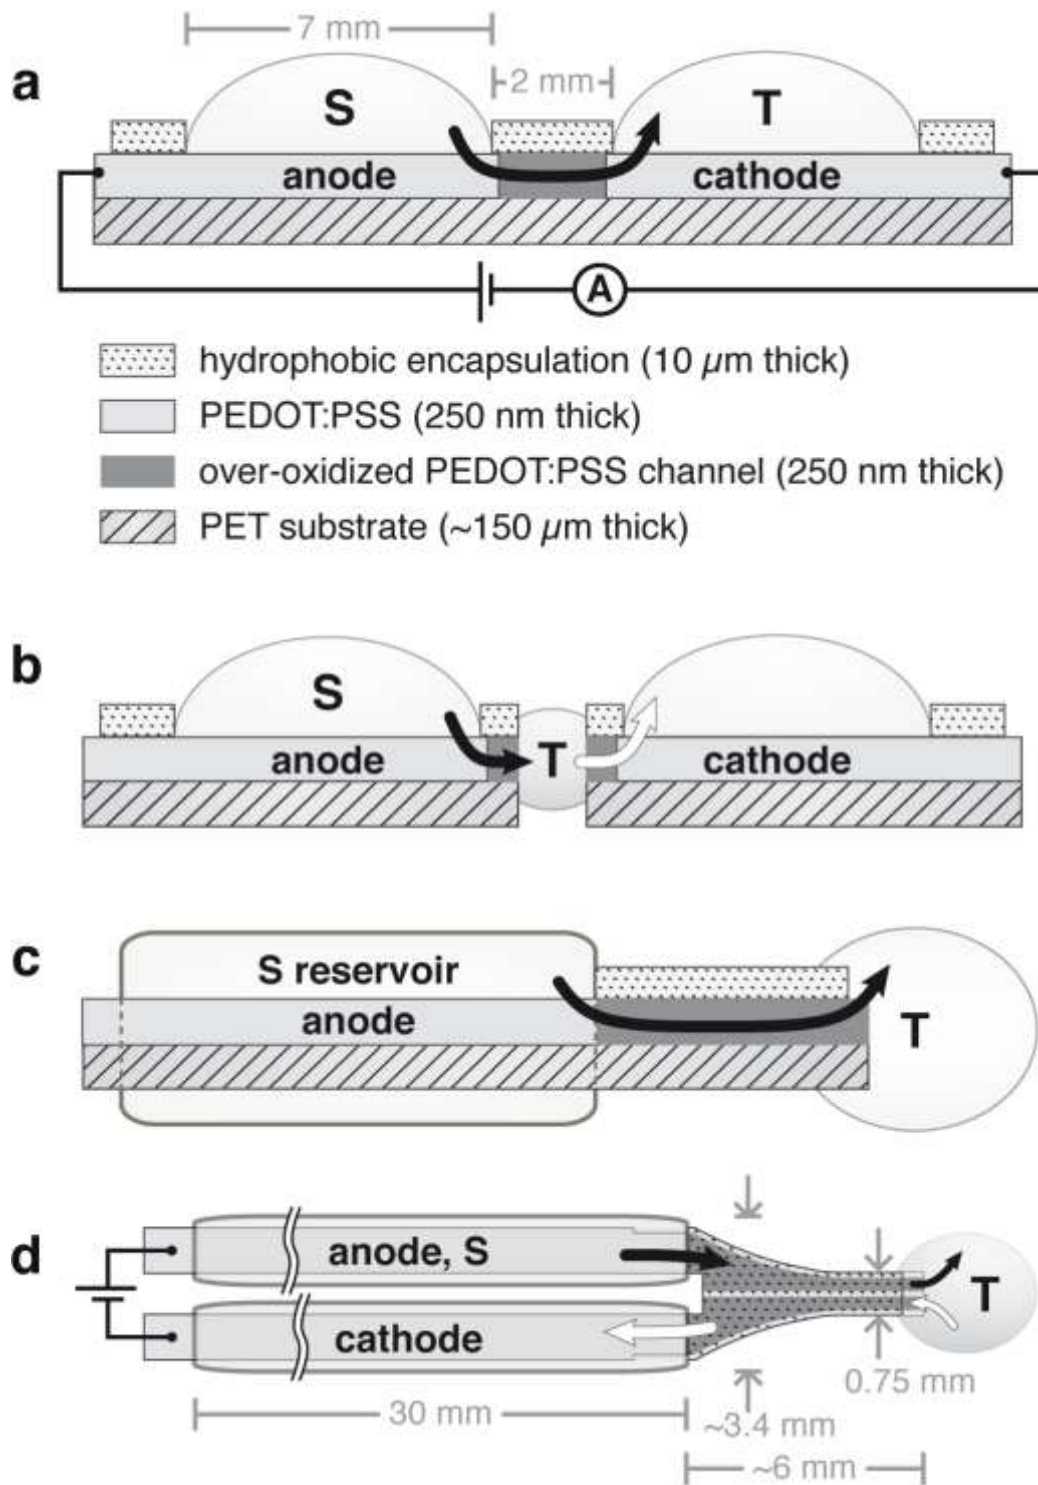 7 mm
a
2 mm
S
T
anode
cathode
A
hydrophobic encapsulation (10 μm thick)
PEDOT:PSS (250 nm thick)
over-oxidized PEDOT:PSS channel (250 nm thick)
PET substrate (~150 μm thick)
b
S
T
anode
cathode
c
S reservoir
anode
T
d
anode, S
T
cathode
0.75 mm
30 mm
~3.4 mm
~6 mm